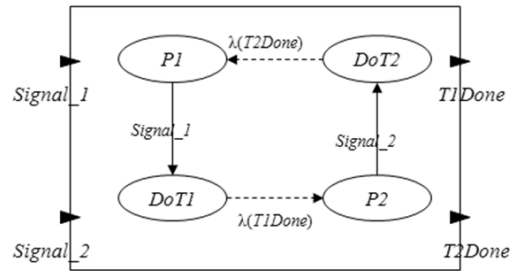 λ(T2Done)
P1
DoT2
Signal_1
T1Done
Signal_1
Signal_2
DoT1
P2
λ(T1Done)
Signal_2
T2Done